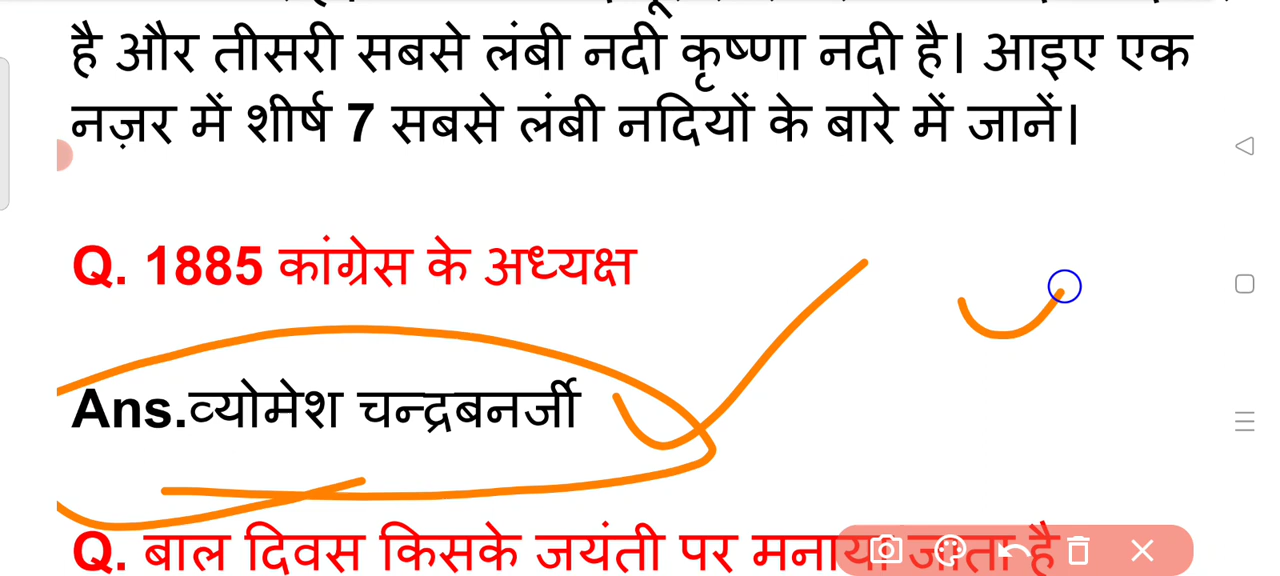 है और तीसरी सबसे लंबी नदी कृष्णा नदी है। आइए एक
नज़र में शीर्ष 7 सबसे लंबी नदियों के बारे में जानें।
Q. 1885 कांग्रेस के अध्यक्ष
Ans.व्योमेश चन्द्रबनर्जी
Q. बाल दिवस किसके जयंती पर मनाया जाता है